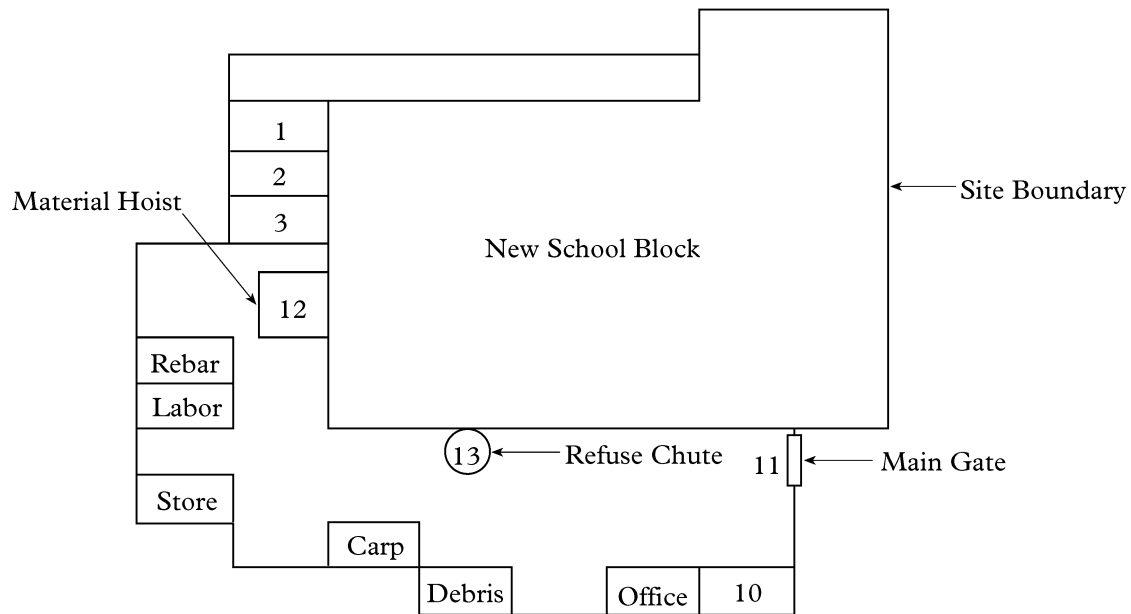 1
2
Site Boundary
Material Hoist
3
New School Block
12
Rebar
Labor
13
Refuse Chute
11
Main Gate
Store
Carp
Debris
Office
10